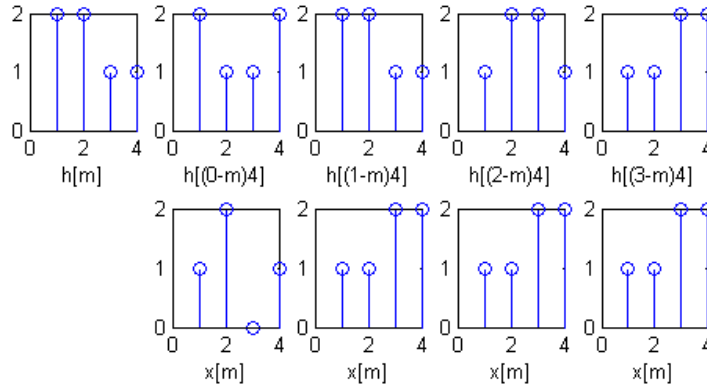 2 2 2 2 2
1 1 1 1 1
0 0 0 0 0
0 2 4 0 2 4 0 2 4 0 2 4 0 2 4
h[m] h[(0-m)4] h[(1-m)4] h[(2-m)4] h[(3-m)4]
2 2 2 2
1 1 1 1
0 0 0 0
0 2 4 0 2 4 0 2 4 0 2 4
x[m] x[m] x[m] x[m]